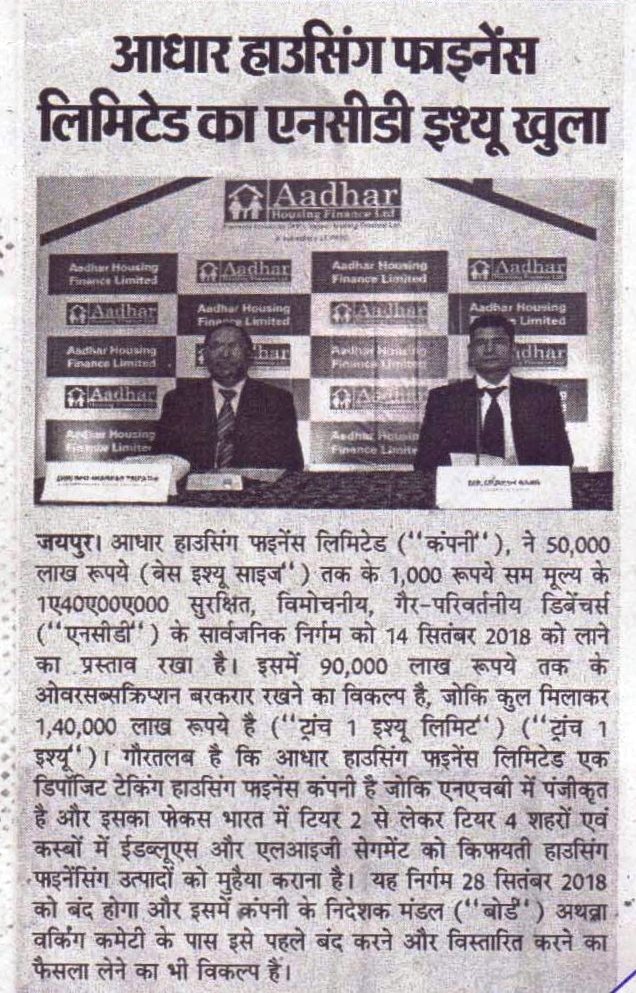 आधार हाउसिंग फाइनेंस
लिमिटेड का एनसीडी इश्यू खुला
Aadhar
Housing Finance Ltd
Aadhar Housing
Finance Limited
Aadhar
Aadhar Housing
Finance Limited
Aadhar
Aadhar
Aadhar Housing
Finance Limited
Aadhar
Aadhar Housing
Finance Limited
Aadhar Housing
Finance Limited
Aadhar Housing
Finance Limited
Aadhar
Aadhar
Aadhar Housing
Finance Limited
Aadhar Housing
Finance Limited
जयपुर। आधार हाउसिंग फाइनेंस लिमिटेड (''कंपनी''), ने 50,000
लाख रूपये (बेस इश्यू साइज'') तक के 1,000 रूपये सम मूल्य के
1ए40ए00ए000 सुरक्षित, विमोचनीय, गैर-परिवर्तनीय डिबेंचर्स
(''एनसीडी'') के सार्वजनिक निर्गम को 14 सितंबर 2018 को लाने
का प्रस्ताव रखा है। इसमें 90,000 लाख रूपये तक के
ओवरसब्सक्रिप्शन बरकरार रखने का विकल्प है, जोकि कुल मिलाकर
1,40,000 लाख रूपये है (''ट्रांच 1 इश्यू लिमिट'') (''ट्रांच 1
इश्यू'')। गौरतलब है कि आधार हाउसिंग फाइनेंस लिमिटेड एक
डिपॉजिट टेकिंग हाउसिंग फाइनेंस कंपनी है जोकि एनएचबी में पंजीकृत
है और इसका फोकस भारत में टियर 2 से लेकर टियर 4 शहरों एवं
कस्बों में ईडब्लूएस और एलआइजी सेगमेंट को किफायती हाउसिंग
फाइनेंसिंग उत्पादों को मुहैया कराना है। यह निर्गम 28 सितंबर 2018
को बंद होगा और इसमें कंपनी के निदेशक मंडल (''बोर्ड'') अथवा
वर्किंग कमेटी के पास इसे पहले बंद करने और विस्तारित करने का
फैसला लेने का भी विकल्प है।